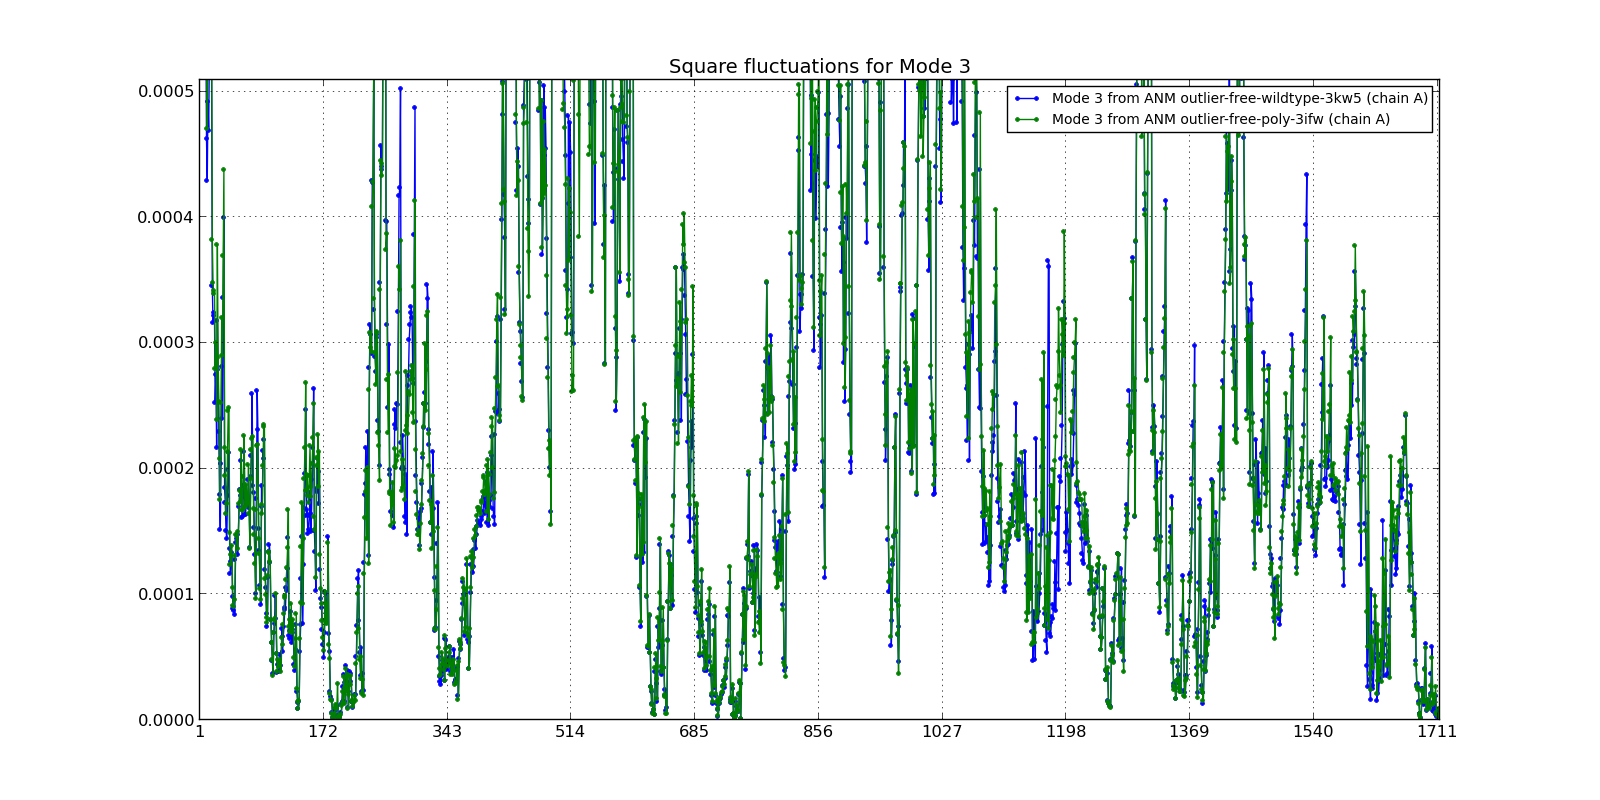 Square fluctuations for Mode 3
0.0005
0.0004
0.0003
0.0002
0.0001
0.0000
Mode 3 from ANM outlier-free-wildtype-3kw5 (chain A)
Mode 3 from ANM outlier-free-poly-3ifw (chain A)
1 172 343 514 685 856 1027 1198 1369 1540 1711